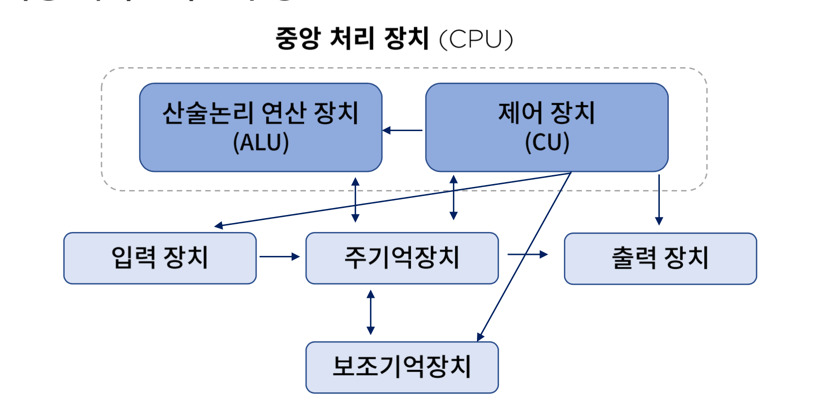 중앙 처리 장치 (CPU)
산술논리 연산 장치
(ALU)
제어 장치
(CU)
입력 장치
주기억장치
출력 장치
보조기억장치